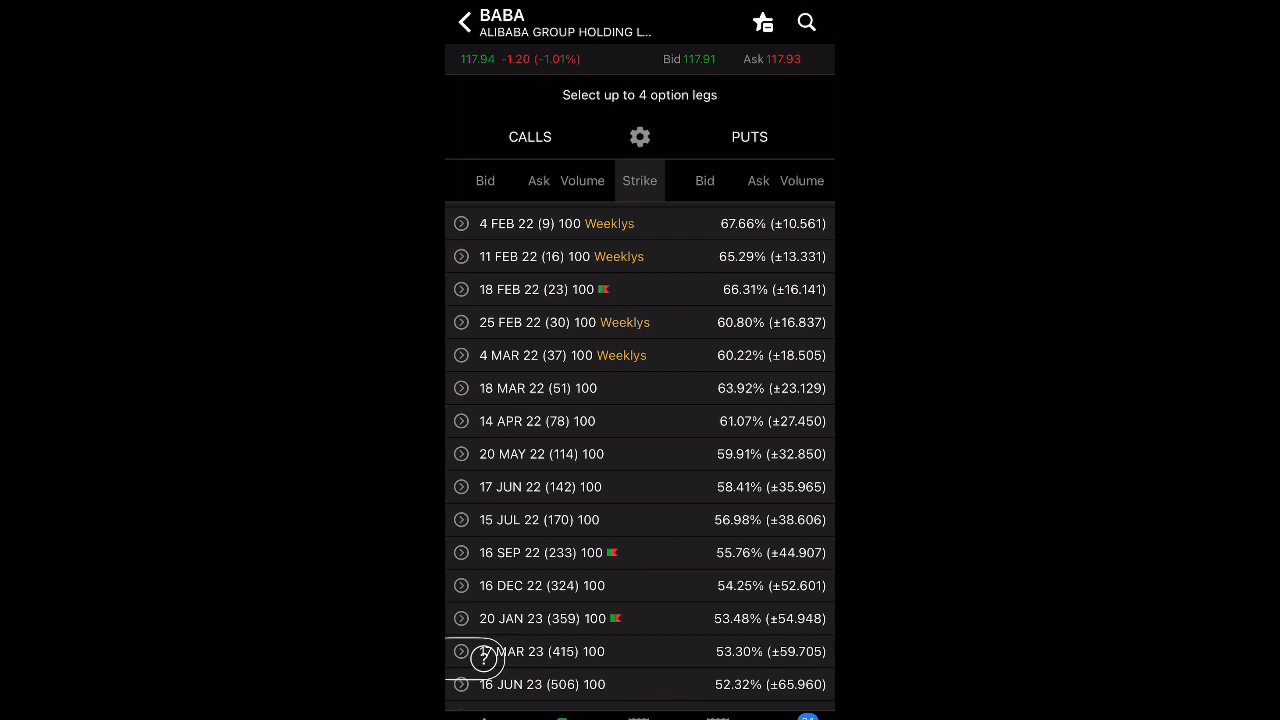 BABA
ALIBABA GROUP HOLDING L...
117.94 -1.20 (-1.01%) Bid 117.91 Ask 117.93
Select up to 4 option legs
CALLS PUTS
Bid Ask Volume Strike Bid Ask Volume
4 FEB 22 (9) 100 Weeklys 67.66% (±10.561)
11 FEB 22 (16) 100 Weeklys 65.29% (±13.331)
18 FEB 22 (23) 100 66.31% (±16.141)
25 FEB 22 (30) 100 Weeklys 60.80% (±16.837)
4 MAR 22 (37) 100 Weeklys 60.22% (±18.505)
18 MAR 22 (51) 100 63.92% (±23.129)
14 APR 22 (78) 100 61.07% (±27.450)
20 MAY 22 (114) 100 59.91% (±32.850)
17 JUN 22 (142) 100 58.41% (±35.965)
15 JUL 22 (170) 100 56.98% (±38.606)
16 SEP 22 (233) 100 55.76% (±44.907)
16 DEC 22 (324) 100 54.25% (±52.601)
20 JAN 23 (359) 100 53.48% (±54.948)
17 MAR 23 (415) 100 53.30% (±59.705)
?
16 JUN 23 (506) 100 52.32% (±65.960)